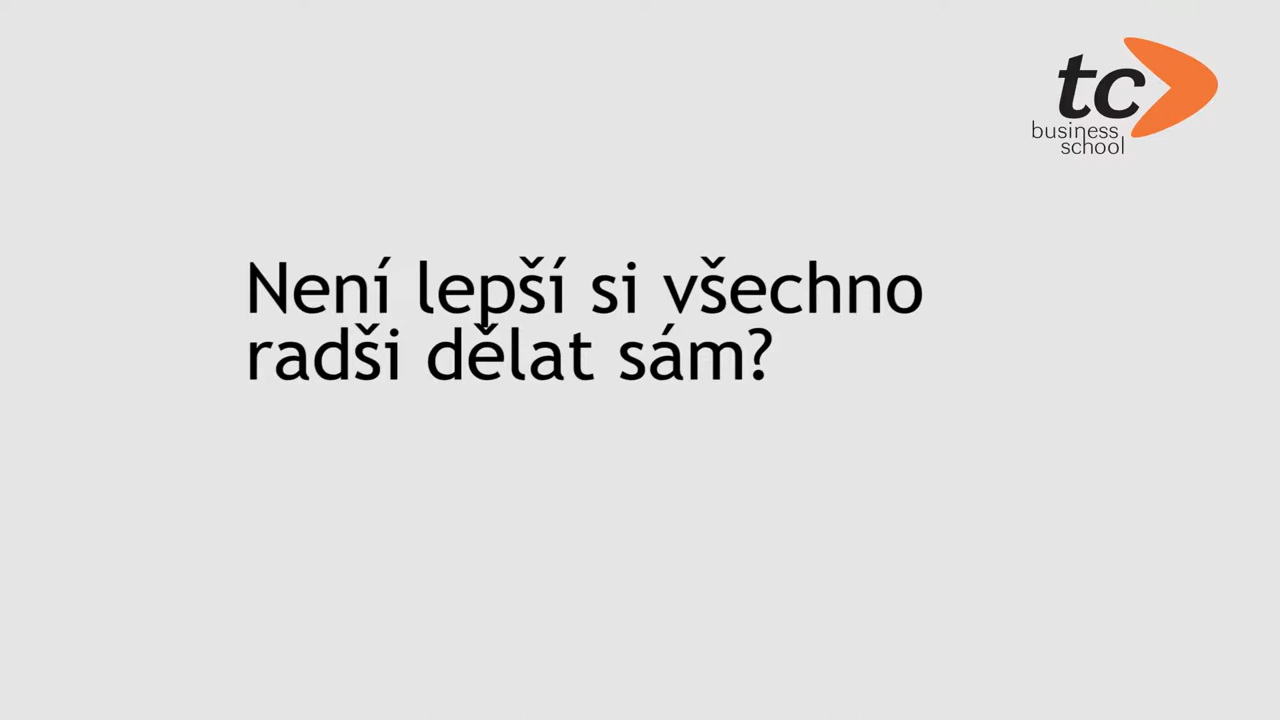 tc
business
school
Není lepší si všechno
radši dělat sám?